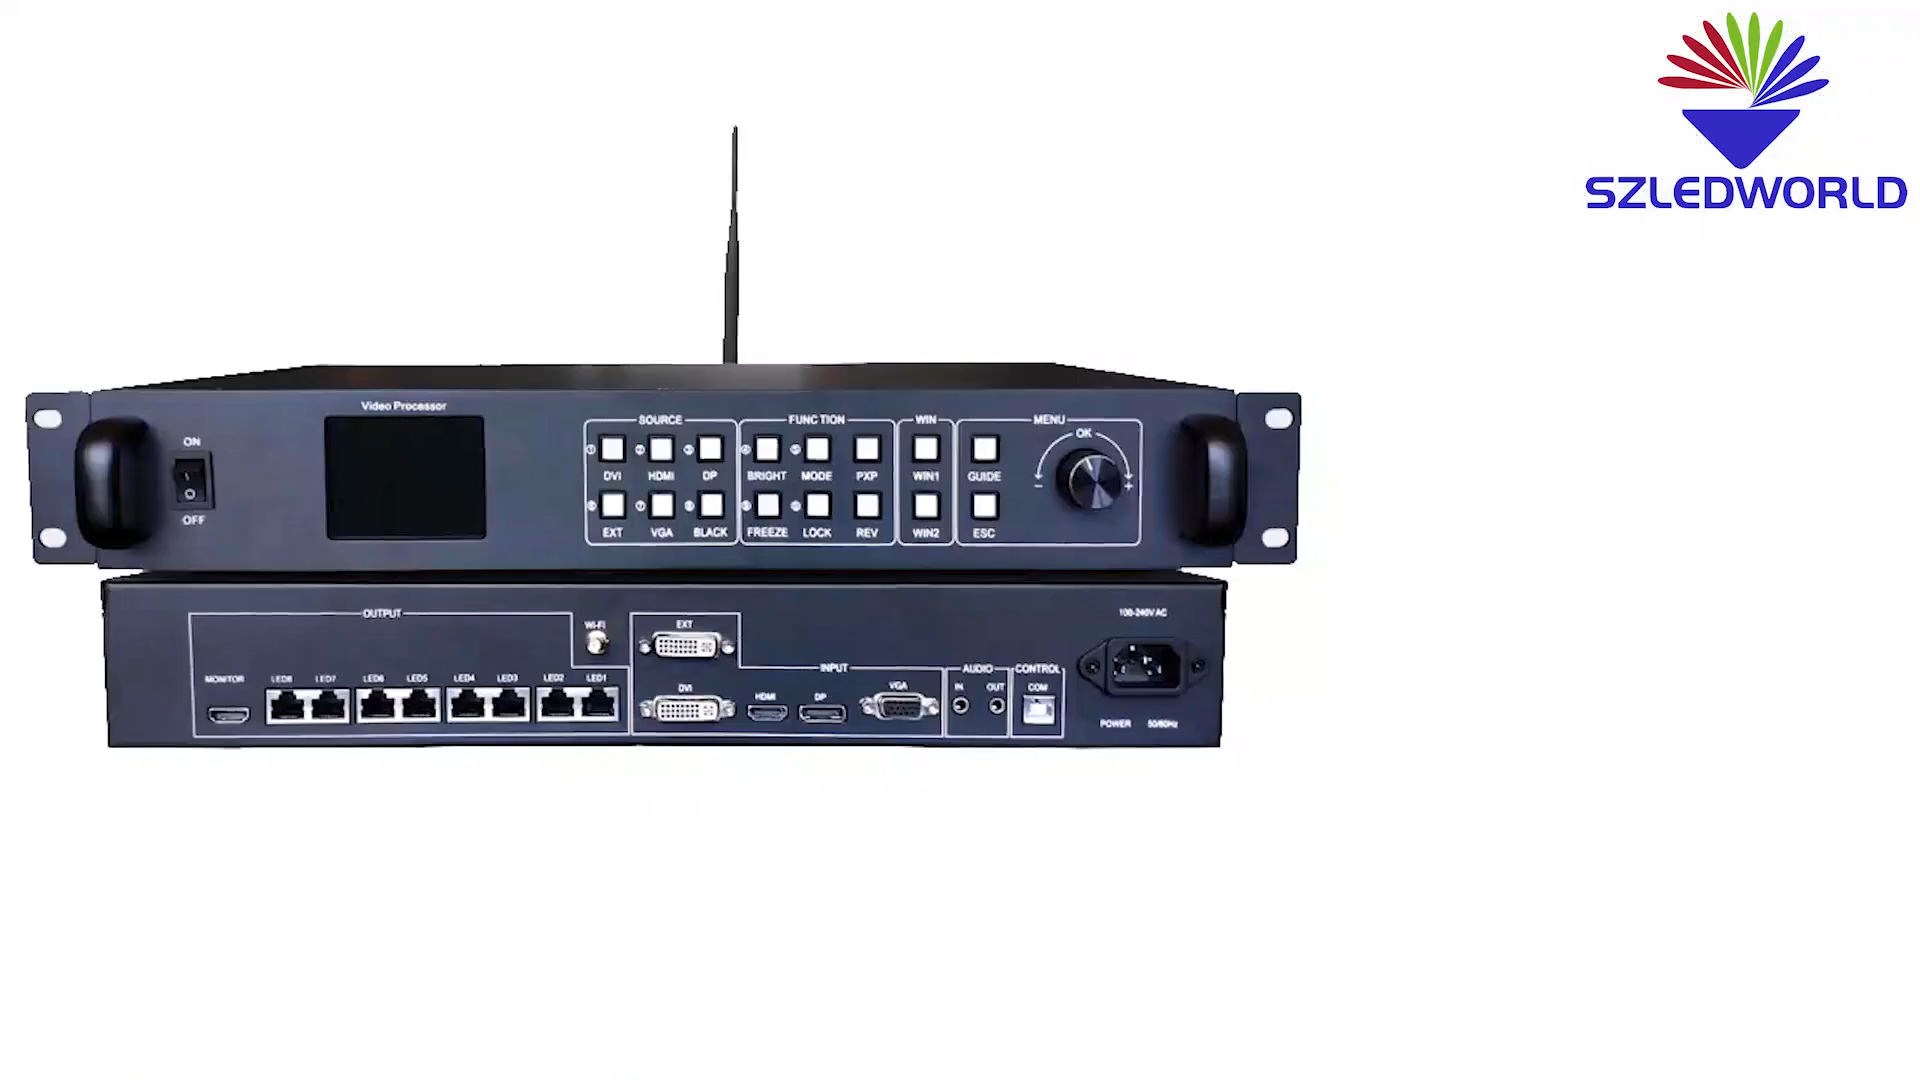 SZLEDWORLD
Video Processor
ON
OFF
SOURCE
DVI HDMI DP
EXT VGA BLACK
FUNCTION
BRIGHT MODE PXP
FREEZE LOCK REV
WIN
WIN1
WIN2
MENU
GUIDE
ESC
OK
- +
OUTPUT
MONITOR LED8 LED7 LED6 LED5 LED4 LED3 LED2 LED1
WI-FI
EXT
INPUT
DVI HDMI DP VGA
AUDIO
IN OUT
CONTROL
COM
100-240V AC
POWER 50/60Hz